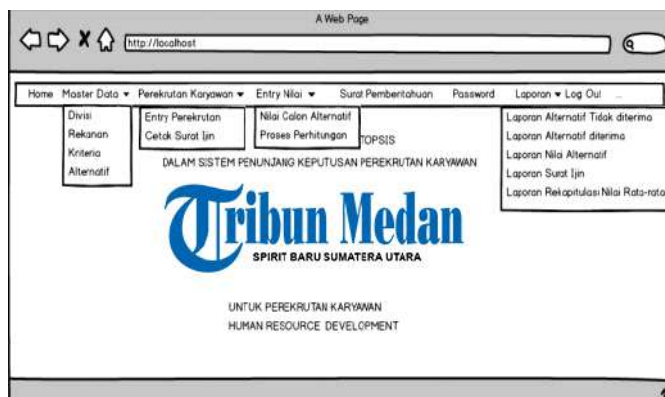 A Web Page
http://localhost
Home Master Data Perekrutan Karyawan Entry Nilai Surat Pemberitahuan Password Laporan Log Out
Divisi
Rekanan
Kriteria
Alternatif
Entry Perekrutan
Cetak Surat Ijin
Nilai Calon Alternatif
Proses Perhitungan
Laporan Alternatif Tidak diterima
Laporan Alternatif diterima
Laporan Nilai Alternatif
Laporan Surat Ijin
Laporan Rekapitulasi Nilai Rata-rata
TOPSIS
DALAM SISTEM PENUNJANG KEPUTUSAN PEREKRUTAN KARYAWAN
Tribun Medan
SPIRIT BARU SUMATERA UTARA
UNTUK PEREKRUTAN KARYAWAN
HUMAN RESOURCE DEVELOPMENT